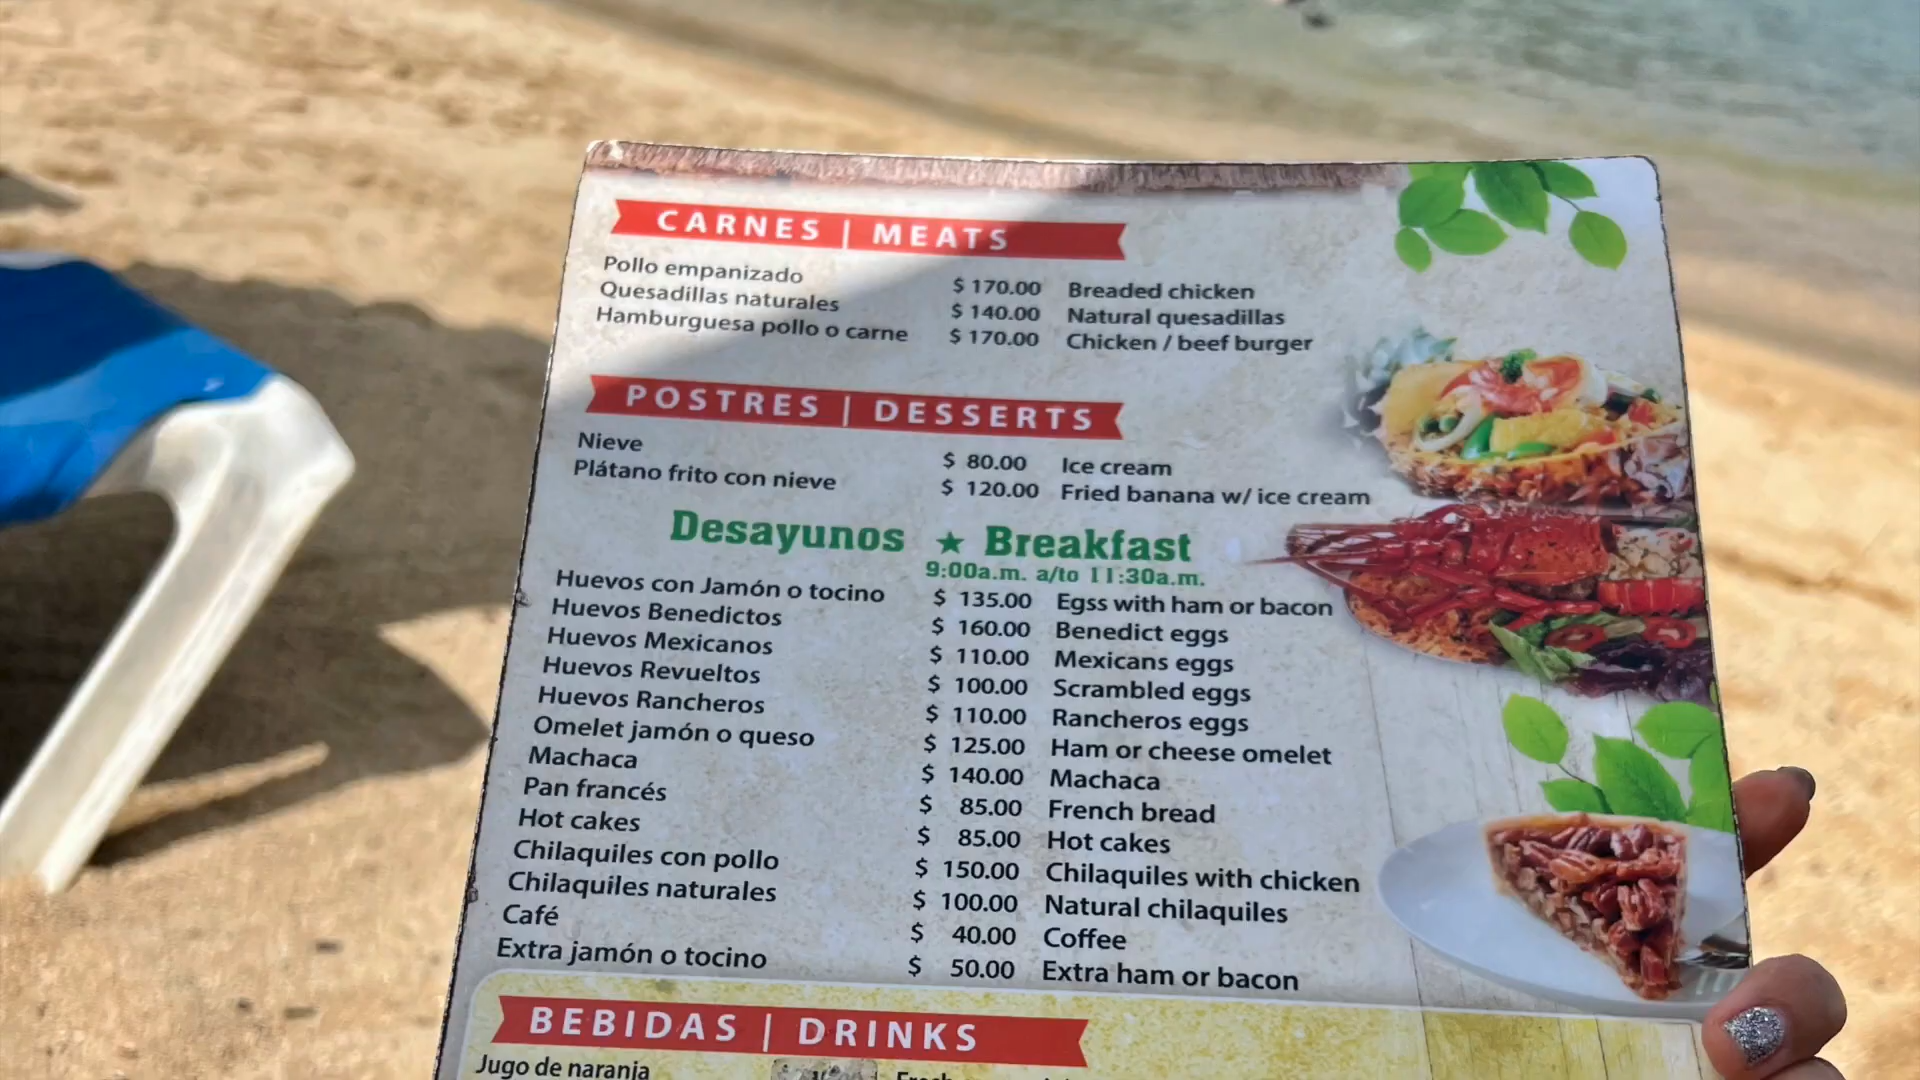 CARNES | MEATS
Pollo empanizado $ 170.00 Breaded chicken
Quesadillas naturales $ 140.00 Natural quesadillas
Hamburguesa pollo o carne $ 170.00 Chicken / beef burger
POSTRES | DESSERTS
Nieve $ 80.00 Ice cream
Plátano frito con nieve $ 120.00 Fried banana w/ ice cream
Desayunos ★ Breakfast
9:00a.m. a/to 11:30a.m.
Huevos con Jamón o tocino $ 135.00 Egss with ham or bacon
Huevos Benedictos $ 160.00 Benedict eggs
Huevos Mexicanos $ 110.00 Mexicans eggs
Huevos Revueltos $ 100.00 Scrambled eggs
Huevos Rancheros $ 110.00 Rancheros eggs
Omelet jamón o queso $ 125.00 Ham or cheese omelet
Machaca $ 140.00 Machaca
Pan francés $ 85.00 French bread
Hot cakes $ 85.00 Hot cakes
Chilaquiles con pollo $ 150.00 Chilaquiles with chicken
Chilaquiles naturales $ 100.00 Natural chilaquiles
Café $ 40.00 Coffee
Extra jamón o tocino $ 50.00 Extra ham or bacon
BEBIDAS | DRINKS
Jugo de naranja